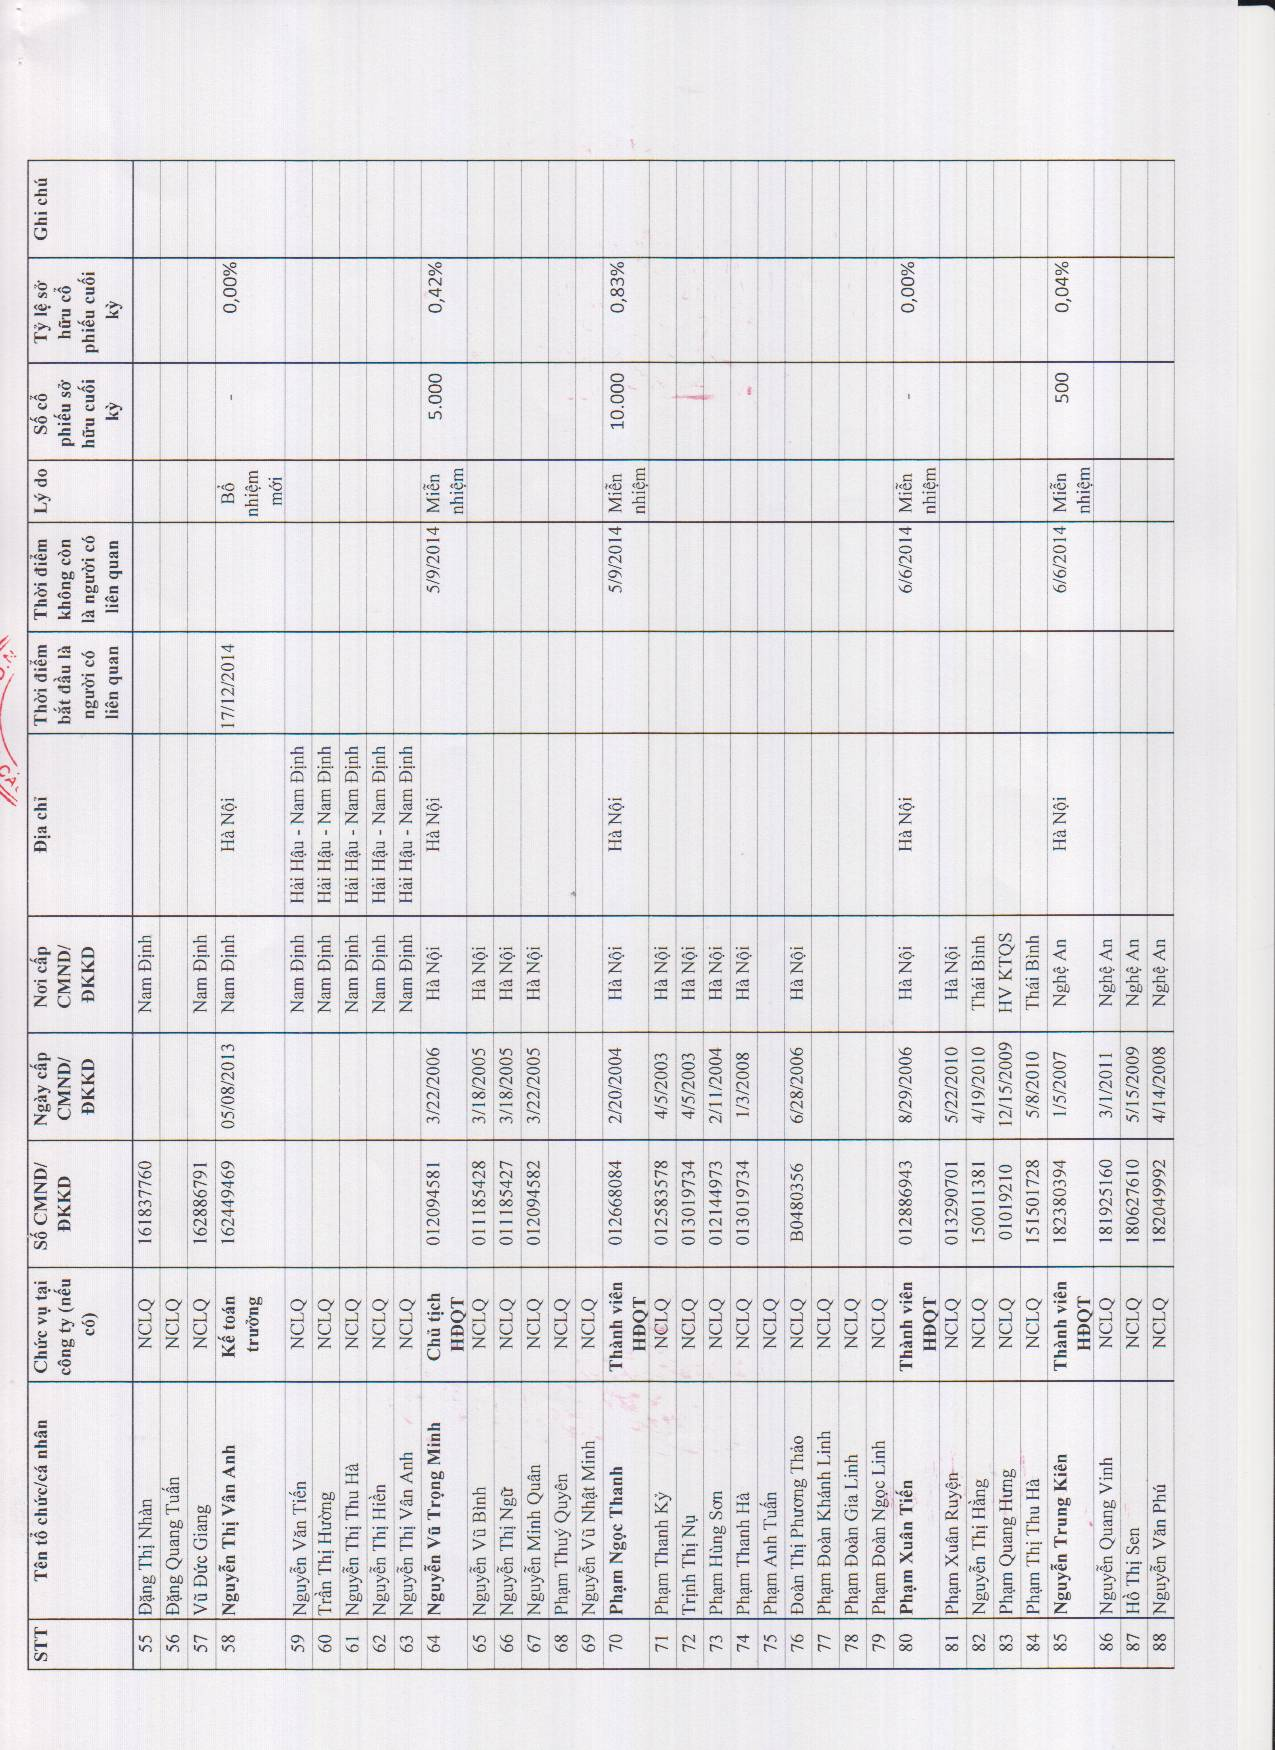 STT Tên tổ chức/cá nhân Chức vụ tại công ty (nếu có) Số CMND/ ĐKKD Ngày cấp CMND/ ĐKKD Nơi cấp CMND/ ĐKKD Địa chỉ Thời điểm bắt đầu là người có liên quan Thời điểm không còn là người có liên quan Lý do Số cổ phiếu sở hữu cuối kỳ Tỷ lệ sở hữu cổ phiếu cuối kỳ Ghi chú
55 Đặng Thị Nhàn NCLQ 161837760 Nam Định
56 Đặng Quang Tuấn NCLQ
57 Vũ Đức Giang NCLQ 162886791 Nam Định
58 Nguyễn Thị Vân Anh Kế toán trưởng 162449469 05/08/2013 Nam Định Hà Nội 17/12/2014 Bổ nhiệm mới - 0,00%
59 Nguyễn Văn Tiến NCLQ Nam Định Hải Hậu - Nam Định
60 Trần Thị Hường NCLQ Nam Định Hải Hậu - Nam Định
61 Nguyễn Thị Thu Hà NCLQ Nam Định Hải Hậu - Nam Định
62 Nguyễn Thị Hiền NCLQ Nam Định Hải Hậu - Nam Định
63 Nguyễn Thị Vân Anh NCLQ Nam Định Hải Hậu - Nam Định
64 Nguyễn Vũ Trọng Minh Chủ tịch HĐQT 012094581 3/22/2006 Hà Nội Hà Nội 5/9/2014 Miễn nhiệm 5.000 0,42%
65 Nguyễn Vũ Bình NCLQ 011185428 3/18/2005 Hà Nội
66 Nguyễn Thị Ngữ NCLQ 011185427 3/18/2005 Hà Nội
67 Nguyễn Minh Quân NCLQ 012094582 3/22/2005 Hà Nội
68 Phạm Thuý Quyên NCLQ
69 Nguyễn Vũ Nhật Minh NCLQ
70 Phạm Ngọc Thanh Thành viên HĐQT 012668084 2/20/2004 Hà Nội Hà Nội 5/9/2014 Miễn nhiệm 10.000 0,83%
71 Phạm Thanh Kỳ NCLQ 012583578 4/5/2003 Hà Nội
72 Trịnh Thị Nụ NCLQ 013019734 4/5/2003 Hà Nội
73 Phạm Hùng Sơn NCLQ 012144973 2/11/2004 Hà Nội
74 Phạm Thanh Hà NCLQ 013019734 1/3/2008 Hà Nội
75 Phạm Anh Tuấn NCLQ
76 Đoàn Thị Phương Thảo NCLQ B0480356 6/28/2006 Hà Nội
77 Phạm Đoàn Khánh Linh NCLQ
78 Phạm Đoàn Gia Linh NCLQ
79 Phạm Đoàn Ngọc Linh NCLQ
80 Phạm Xuân Tiến Thành viên HĐQT 012886943 8/29/2006 Hà Nội Hà Nội 6/6/2014 Miễn nhiệm - 0,00%
81 Phạm Xuân Ruyện NCLQ 013290701 5/22/2010 Hà Nội
82 Nguyễn Thị Hằng NCLQ 150011381 4/19/2010 Thái Bình
83 Phạm Quang Hưng NCLQ 01019210 12/15/2009 HV KTQS
84 Phạm Thị Thu Hà NCLQ 151501728 5/8/2010 Thái Bình
85 Nguyễn Trung Kiên Thành viên HĐQT 182380394 1/5/2007 Nghệ An Hà Nội 6/6/2014 Miễn nhiệm 500 0,04%
86 Nguyễn Quang Vinh NCLQ 181925160 3/1/2011 Nghệ An
87 Hồ Thị Sen NCLQ 180627610 5/15/2009 Nghệ An
88 Nguyễn Văn Phú NCLQ 182049992 4/14/2008 Nghệ An